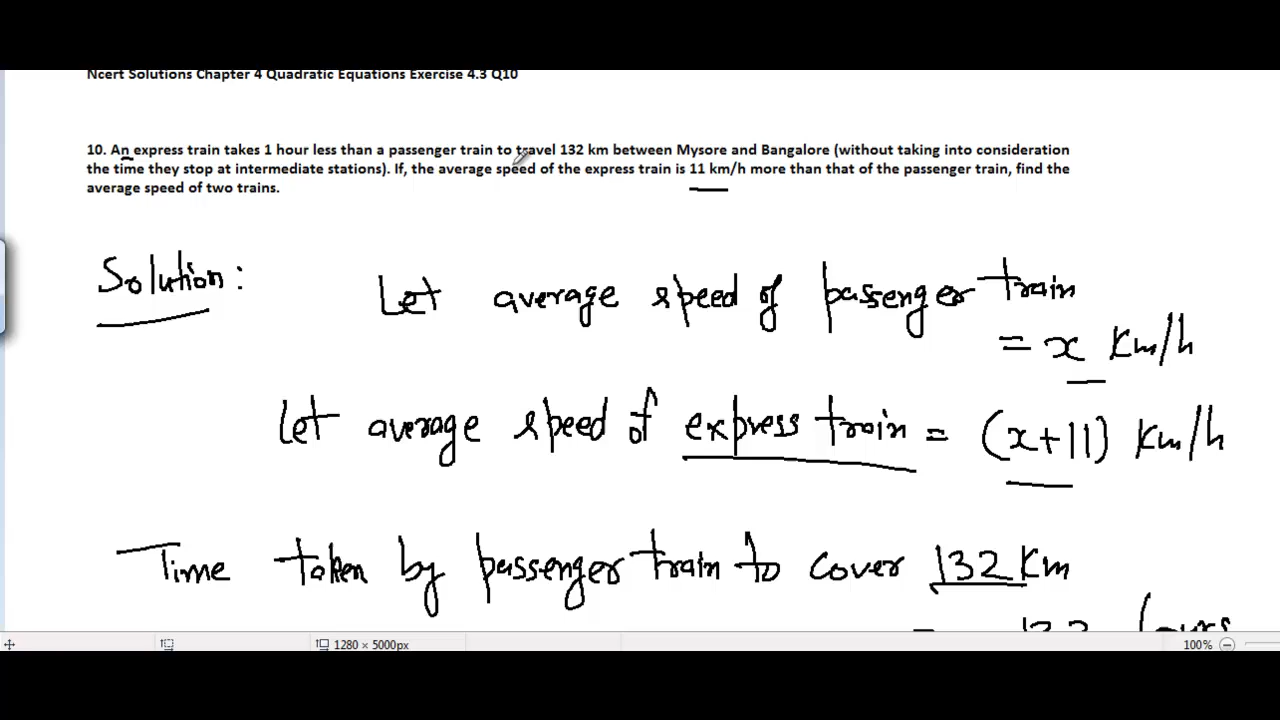 Ncert Solutions Chapter 4 Quadratic Equations Exercise 4.3 Q10
10. An express train takes 1 hour less than a passenger train to travel 132 km between Mysore and Bangalore (without taking into consideration
the time they stop at intermediate stations). If, the average speed of the express train is 11 km/h more than that of the passenger train, find the
average speed of two trains.
Solution: Let average speed of passenger train
= x Km/h
Let average speed of express train = (x+11) Km/h
Time taken by passenger train to cover 132 Km
= 132 hours
1280 × 5000px 100%